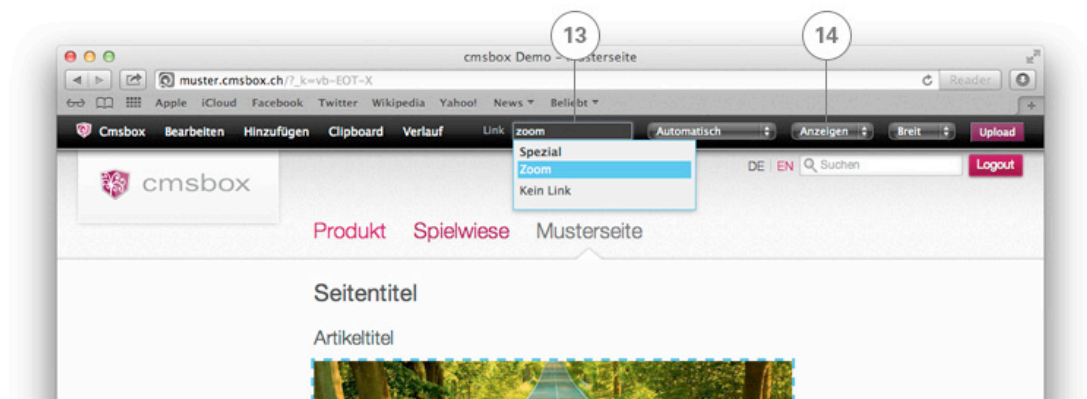 13
14
cmsbox Demo – Musterseite
muster.cmsbox.ch/?_k=vb-EOT-X
Reader
Apple iCloud Facebook Twitter Wikipedia Yahoo! News Beliebt
Cmsbox Bearbeiten Hinzufügen Clipboard Verlauf Link zoom Automatisch Anzeigen Breit Upload
Spezial
Zoom
Kein Link
DE EN Suchen Logout
cmsbox
Produkt Spielwiese Musterseite
Seitentitel
Artikeltitel